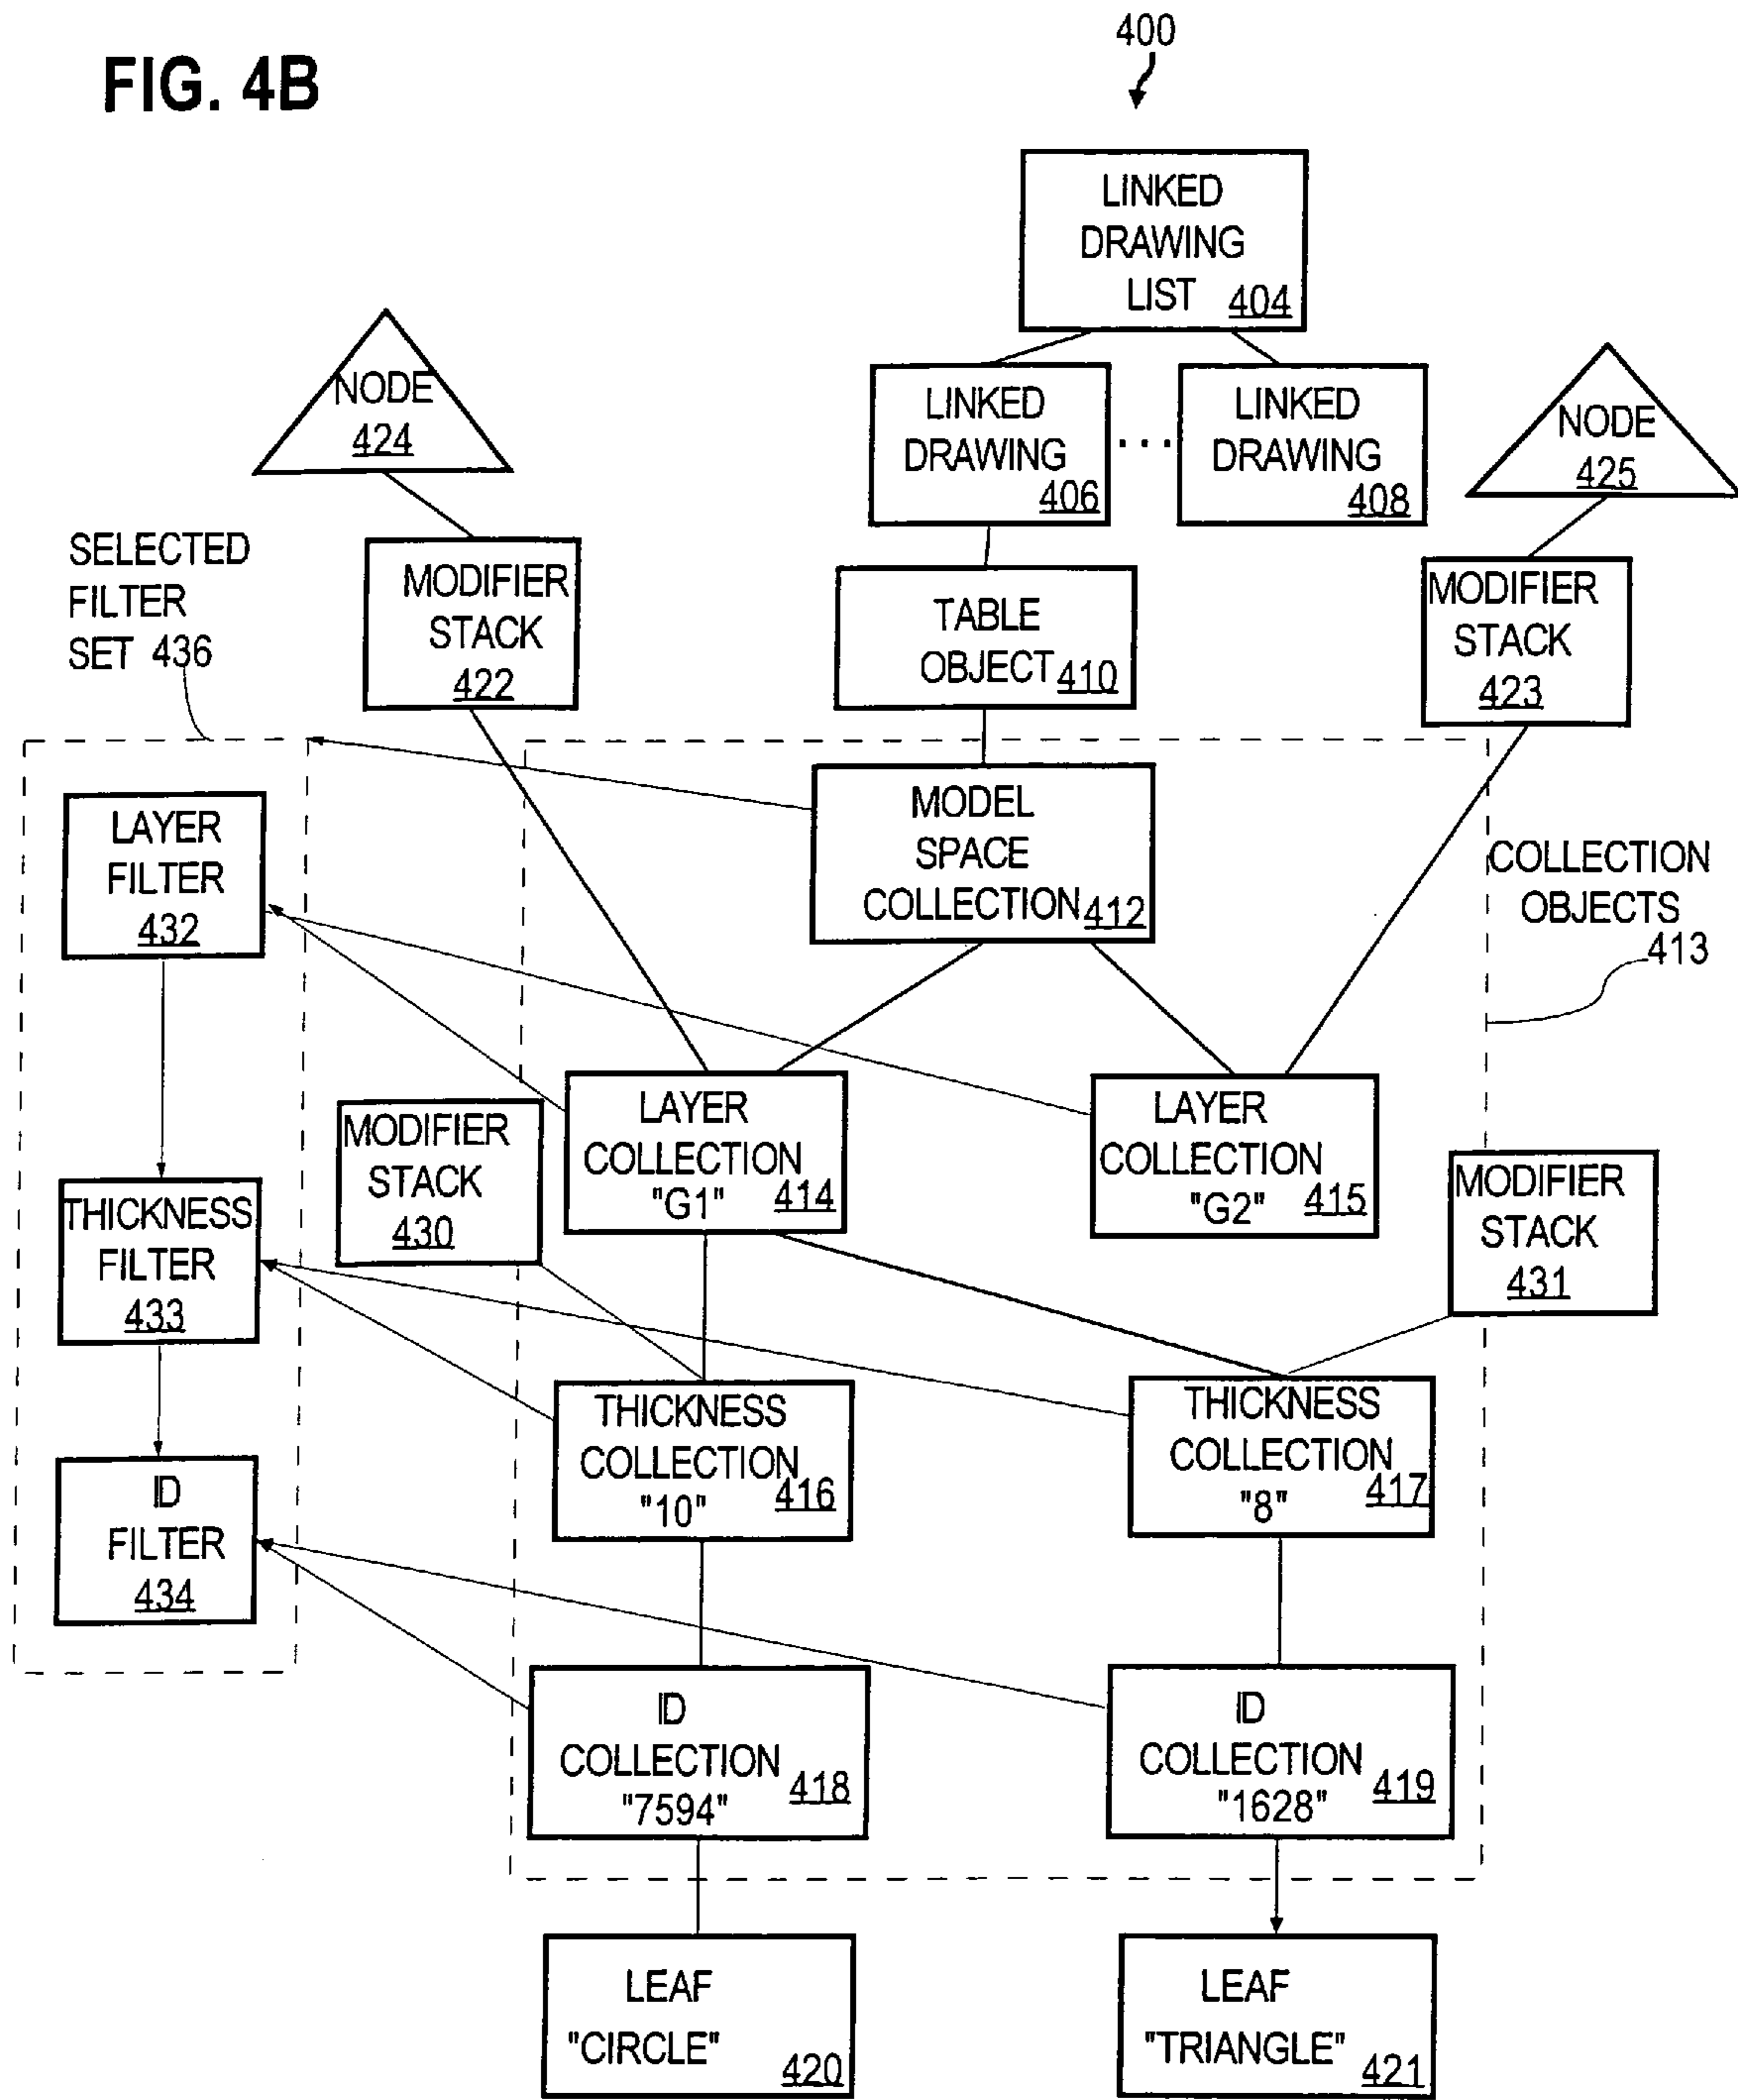 FIG. 4B
400
LINKED
DRAWING
LIST 404
NODE
424
LINKED
DRAWING
406
...
LINKED
DRAWING
408
NODE
425
SELECTED
FILTER
SET 436
MODIFIER
STACK
422
TABLE
OBJECT 410
MODIFIER
STACK
423
LAYER
FILTER
432
MODEL
SPACE
COLLECTION 412
COLLECTION
OBJECTS
413
MODIFIER
STACK
430
LAYER
COLLECTION
"G1" 414
LAYER
COLLECTION
"G2" 415
MODIFIER
STACK
431
THICKNESS
FILTER
433
THICKNESS
COLLECTION
"10" 416
THICKNESS
COLLECTION
"8" 417
ID
FILTER
434
ID
COLLECTION
"7594" 418
ID
COLLECTION
"1628" 419
LEAF
"CIRCLE" 420
LEAF
"TRIANGLE" 421